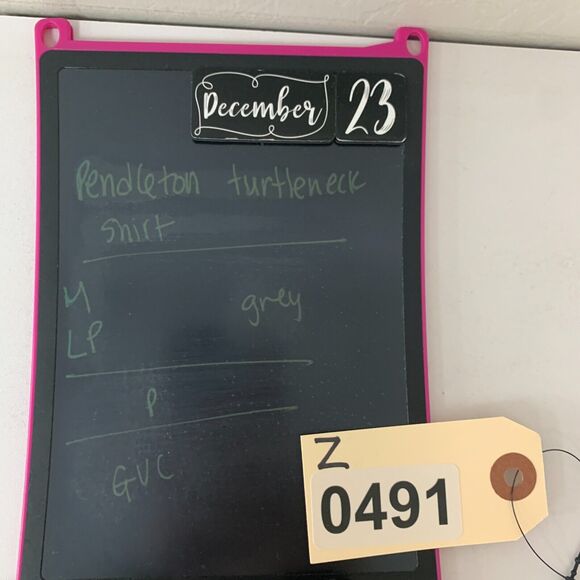 December 23
Pendleton turtleneck
shirt
M grey
LP
P
GVC
Z
0491